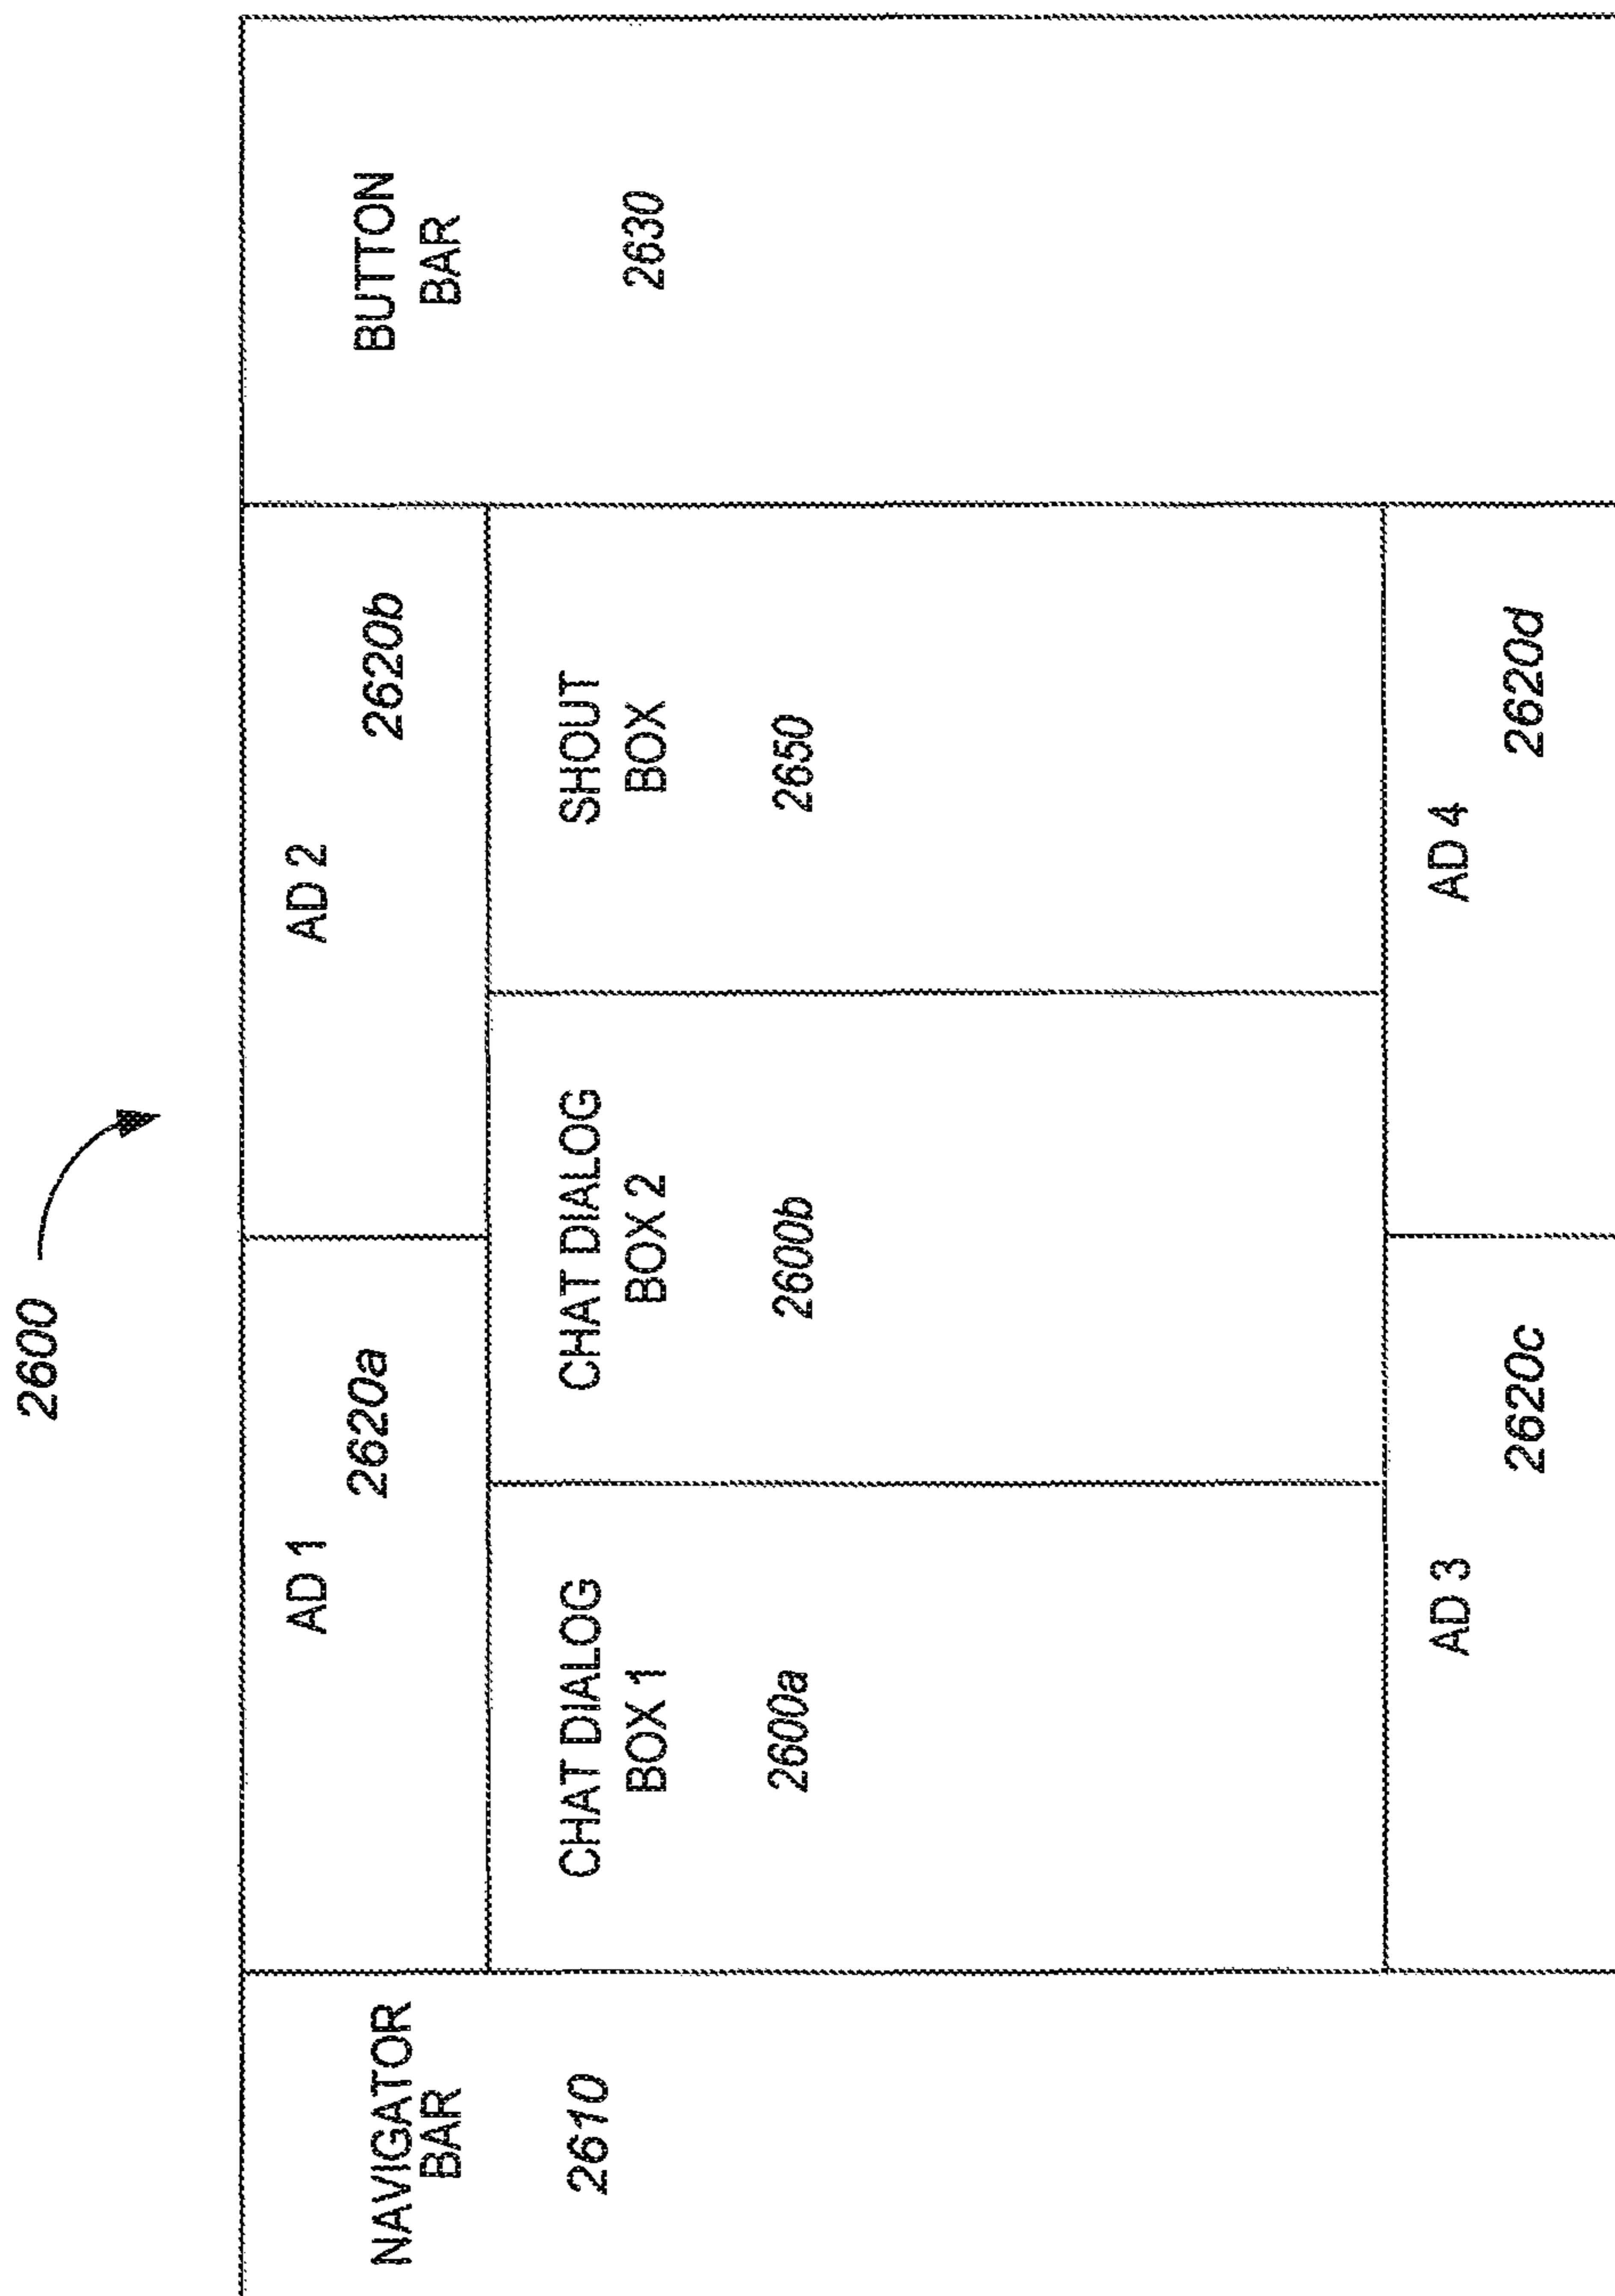 2600
NAVIGATOR
BAR
2610
AD 1
2620a
AD 2
2620b
BUTTON
BAR
2630
CHAT DIALOG
BOX 1
2600a
CHAT DIALOG
BOX 2
2600b
SHOUT
BOX
2650
AD 3
2620c
AD 4
2620d